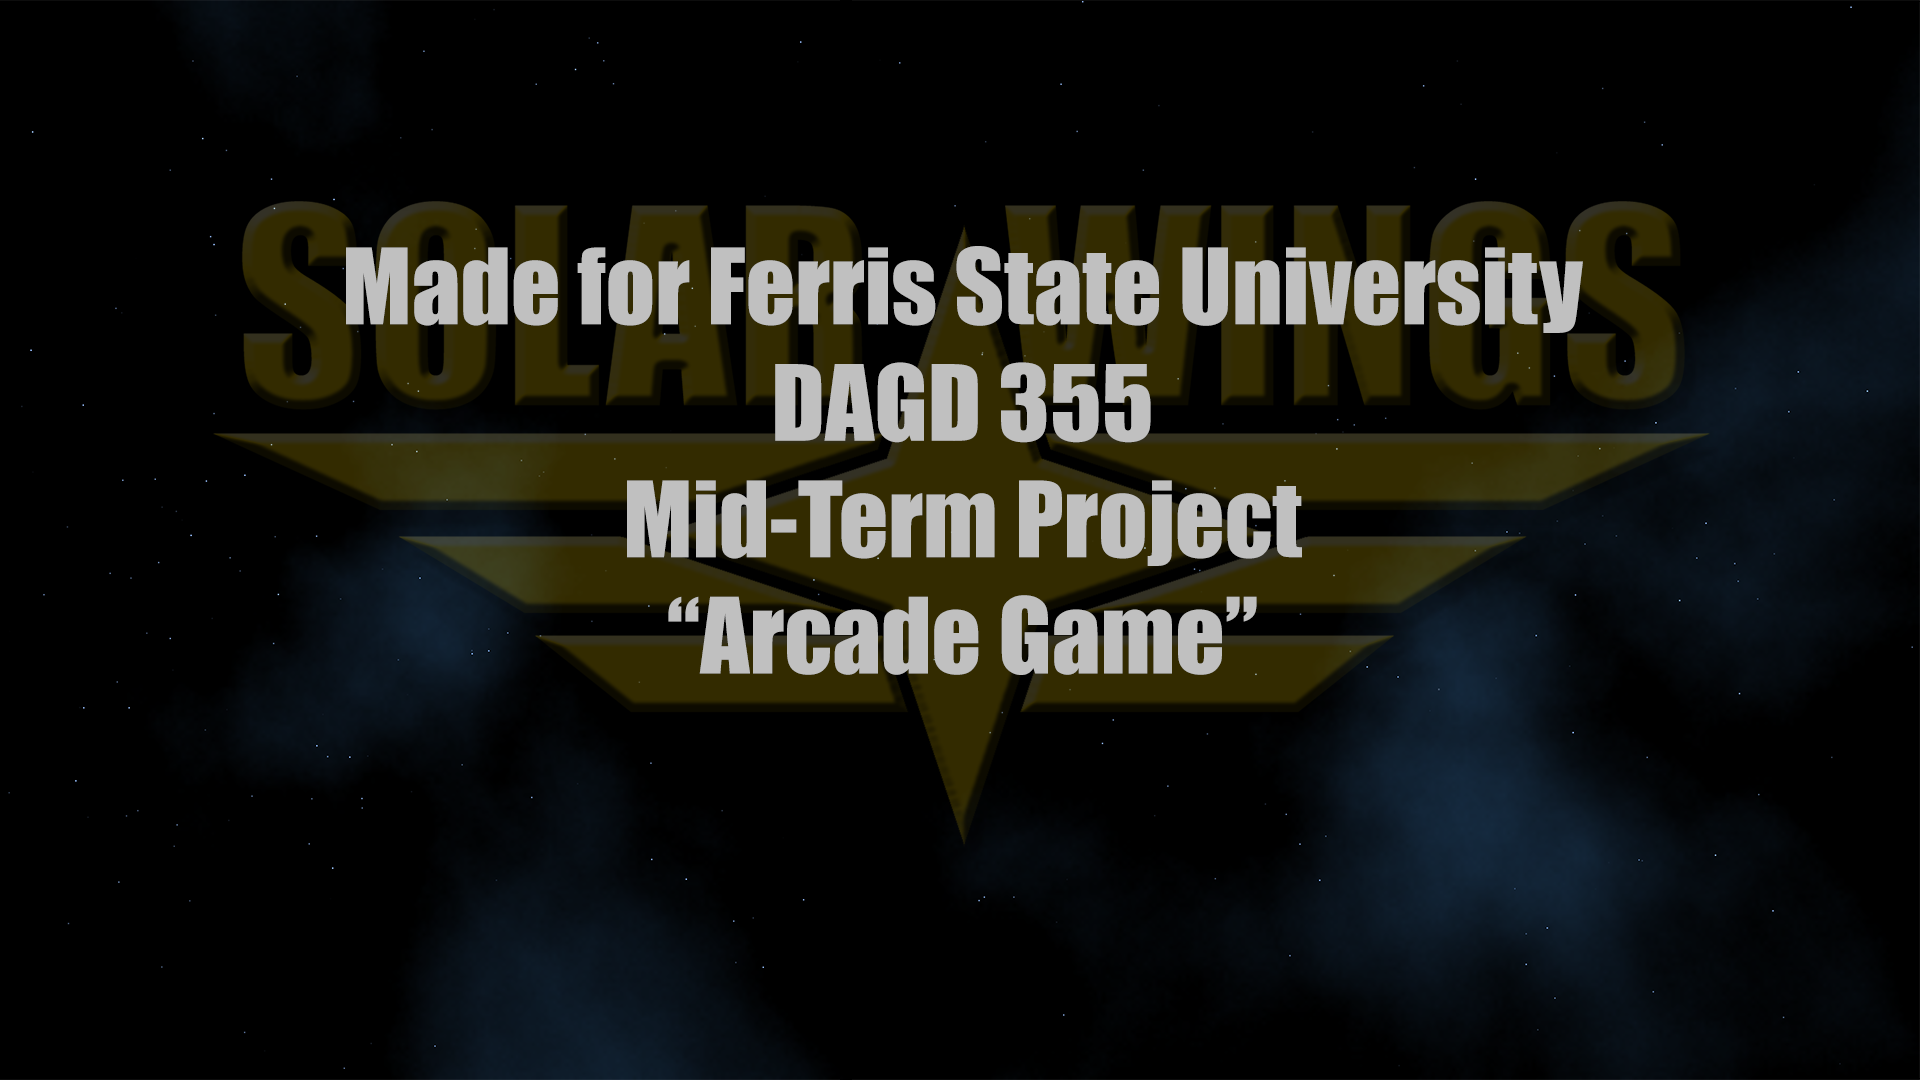 SOLAR WINGS
Made for Ferris State University
DAGD 355
Mid-Term Project
“Arcade Game”